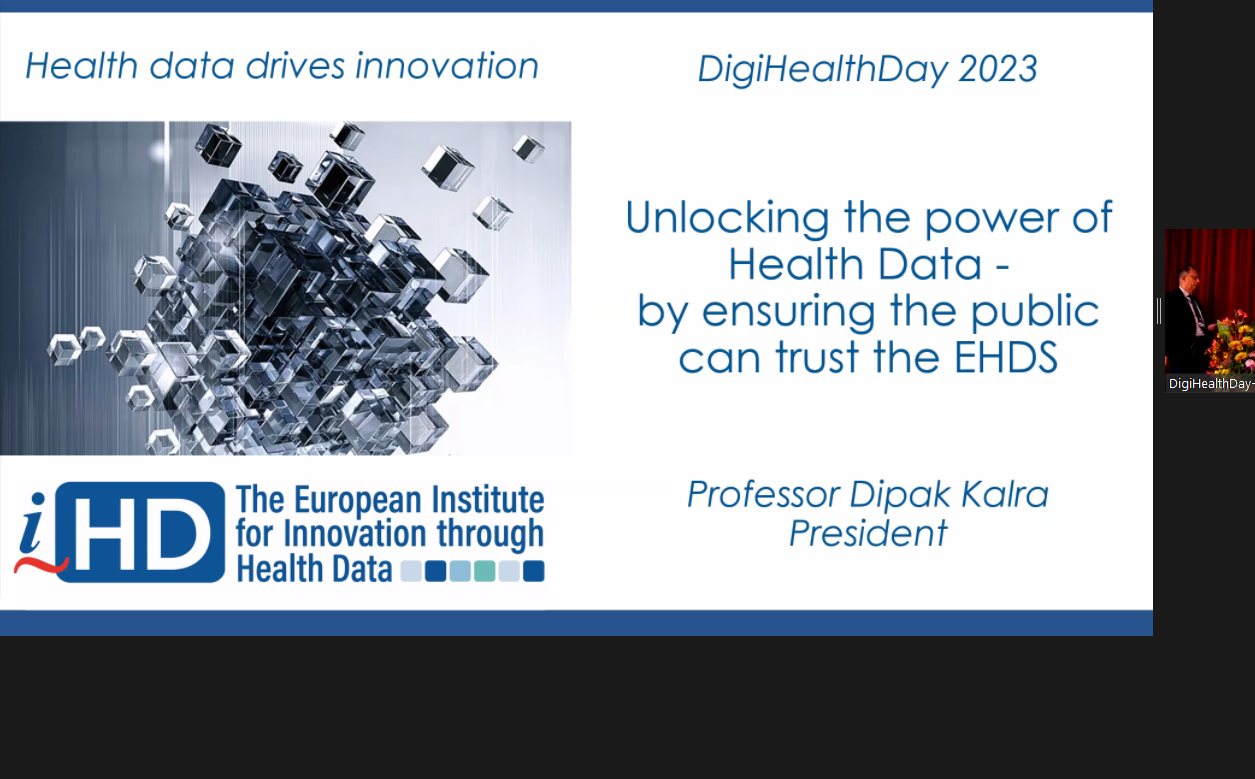 Health data drives innovation
DigiHealthDay 2023
Unlocking the power of
Health Data -
by ensuring the public
can trust the EHDS
Professor Dipak Kalra
President
iHD
The European Institute
for Innovation through
Health Data
DigiHealthDay-